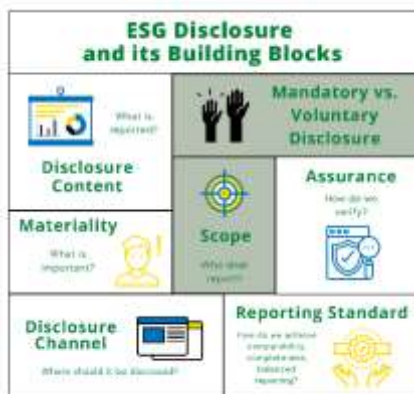 ESG Disclosure
and its Building Blocks
What is
reported?
Disclosure
Content
Mandatory vs.
Voluntary
Disclosure
Materiality
What is
important?
Scope
Who must
report?
Assurance
How do we
verify?
Disclosure
Channel
Where should it be disclosed?
Reporting Standard
How do we achieve
comparability,
completeness,
balanced
reporting?